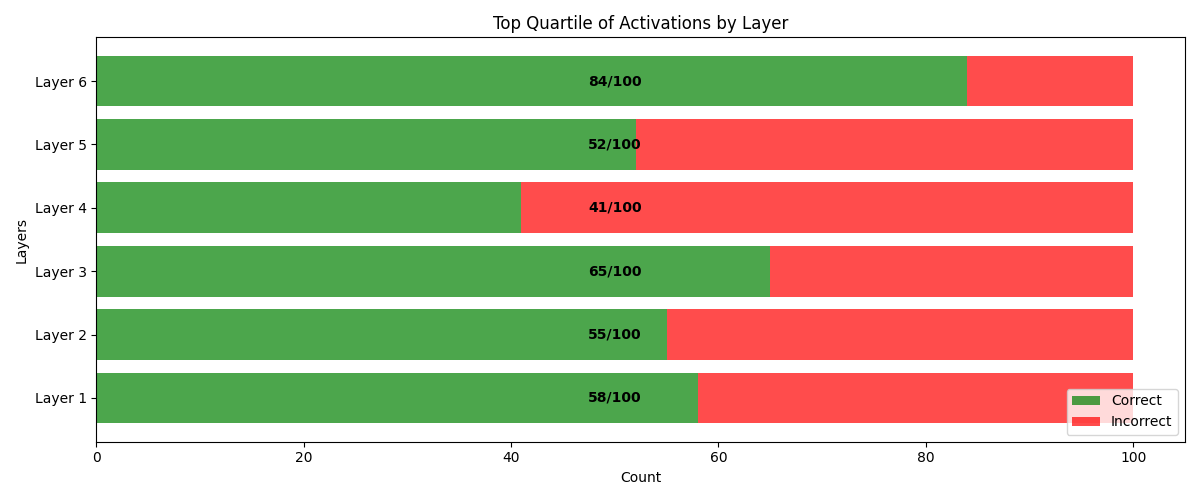 Top Quartile of Activations by Layer
Layers
Layer 6
84/100
Layer 5
52/100
Layer 4
41/100
Layer 3
65/100
Layer 2
55/100
Layer 1
58/100
Correct
Incorrect
0 20 40 60 80 100
Count